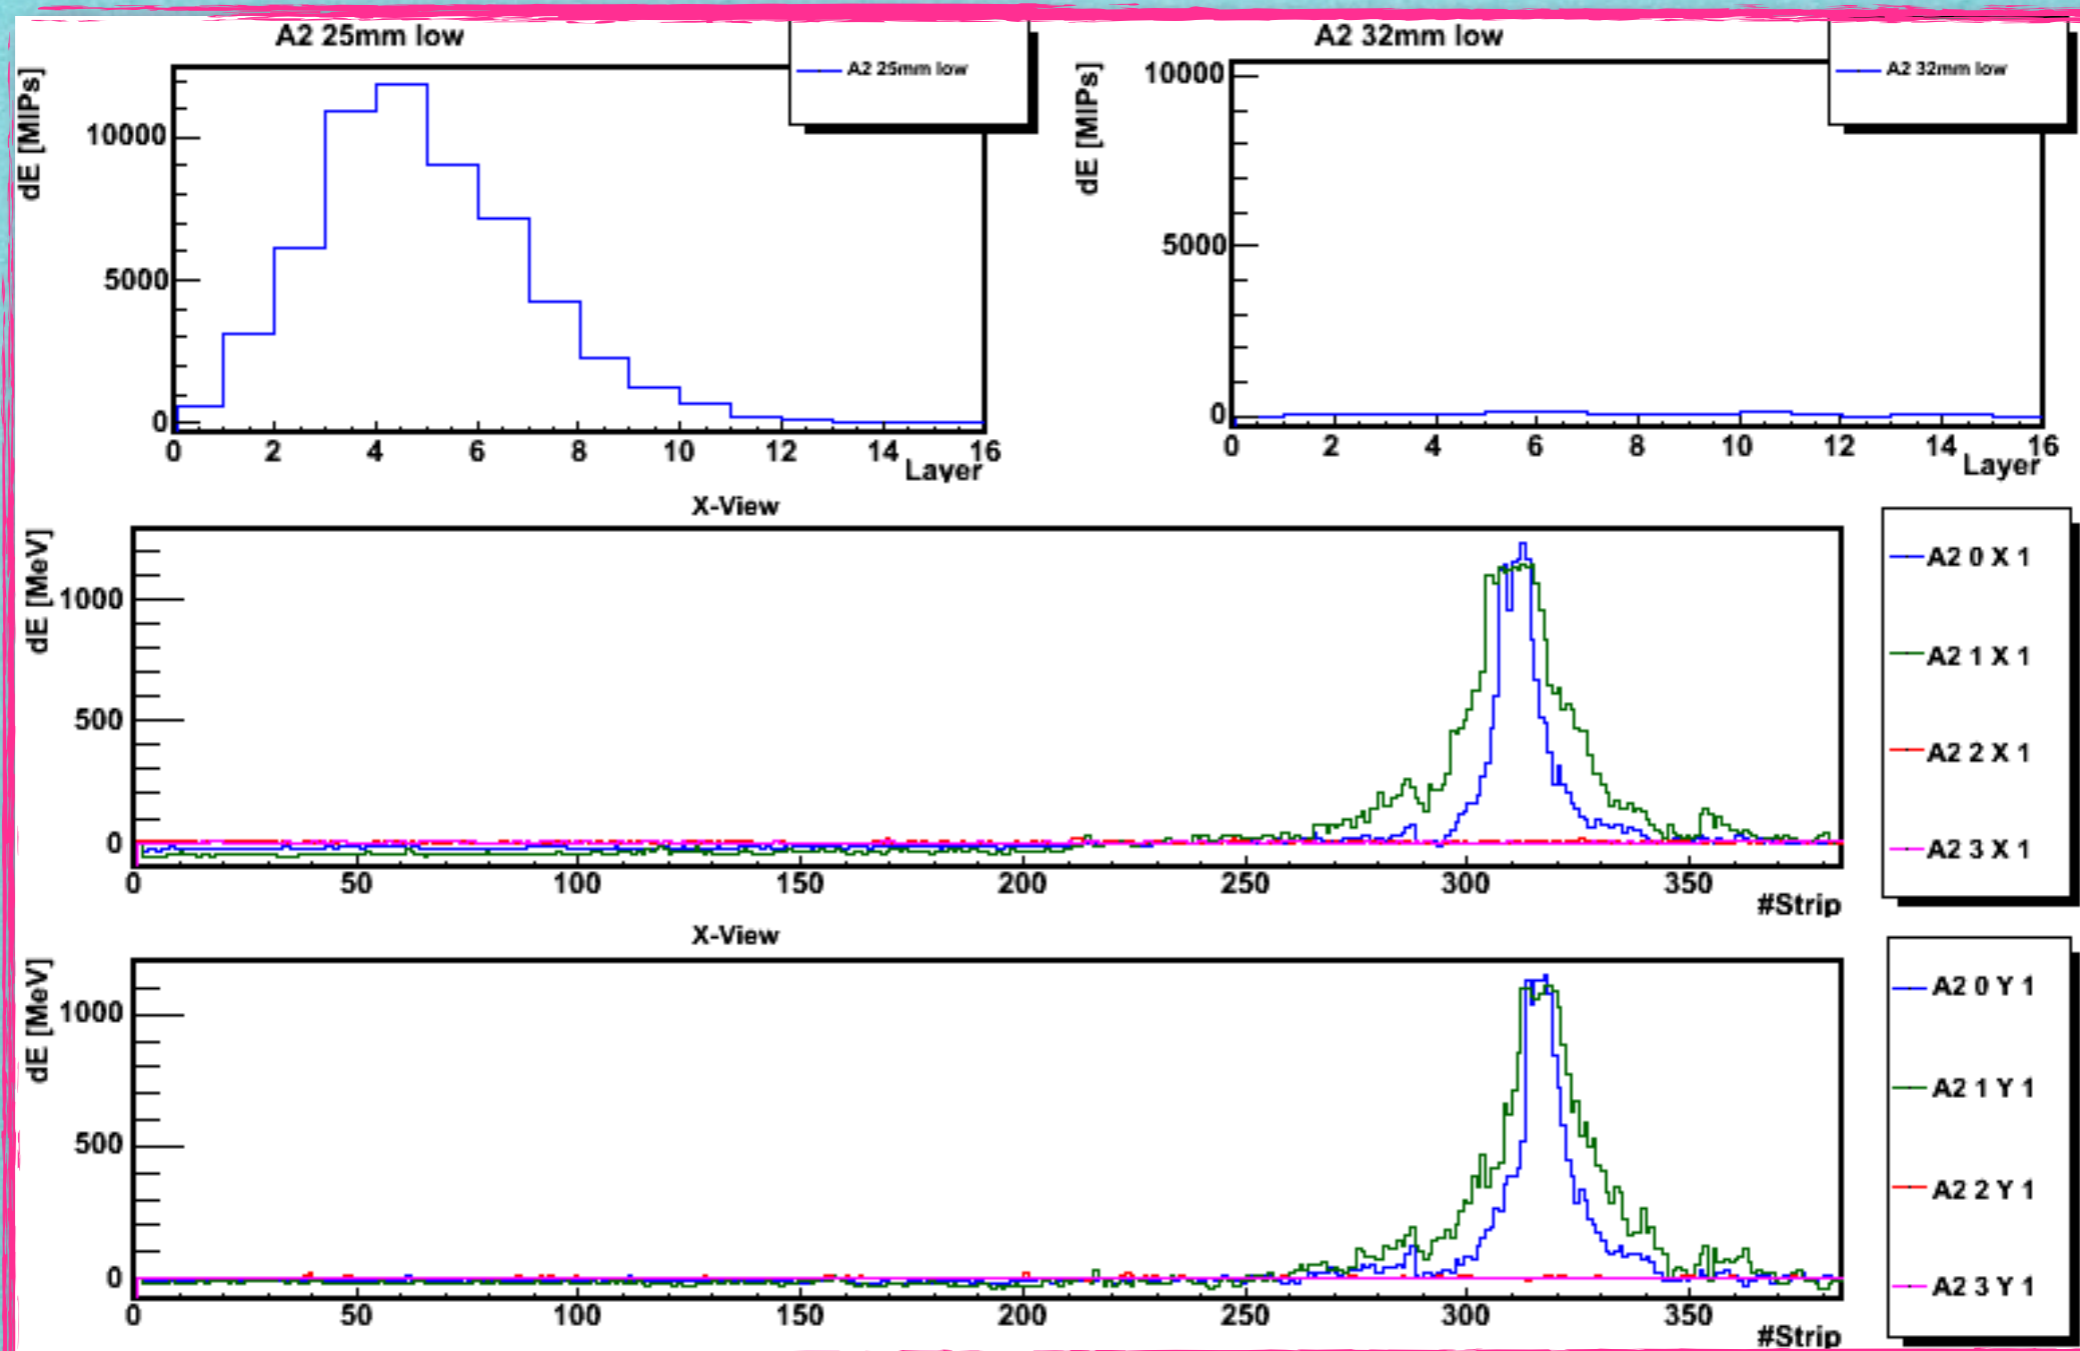 A2 25mm low
A2 25mm low
dE [MIPs]
10000
5000
0
0 2 4 6 8 10 12 14 16
Layer
A2 32mm low
A2 32mm low
dE [MIPs]
10000
5000
0
0 2 4 6 8 10 12 14 16
Layer
X-View
dE [MeV]
1000
500
0
0 50 100 150 200 250 300 350
#Strip
A2 0 X 1
A2 1 X 1
A2 2 X 1
A2 3 X 1
X-View
dE [MeV]
1000
500
0
0 50 100 150 200 250 300 350
#Strip
A2 0 Y 1
A2 1 Y 1
A2 2 Y 1
A2 3 Y 1